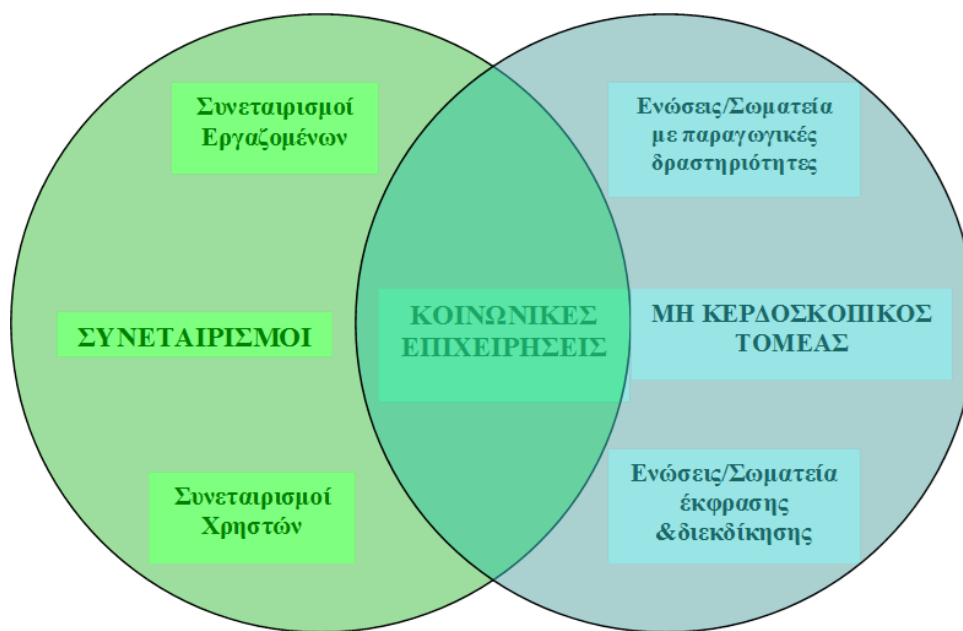 Συνεταιρισμοί
Εργαζομένων
Ενώσεις/Σωματεία
με παραγωγικές
δραστηριότητες
ΣΥΝΕΤΑΙΡΙΣΜΟΙ
ΚΟΙΝΩΝΙΚΕΣ
ΕΠΙΧΕΙΡΗΣΕΙΣ
ΜΗ ΚΕΡΔΟΣΚΟΠΙΚΟΣ
ΤΟΜΕΑΣ
Συνεταιρισμοί
Χρηστών
Ενώσεις/Σωματεία
έκφρασης
&διεκδίκησης